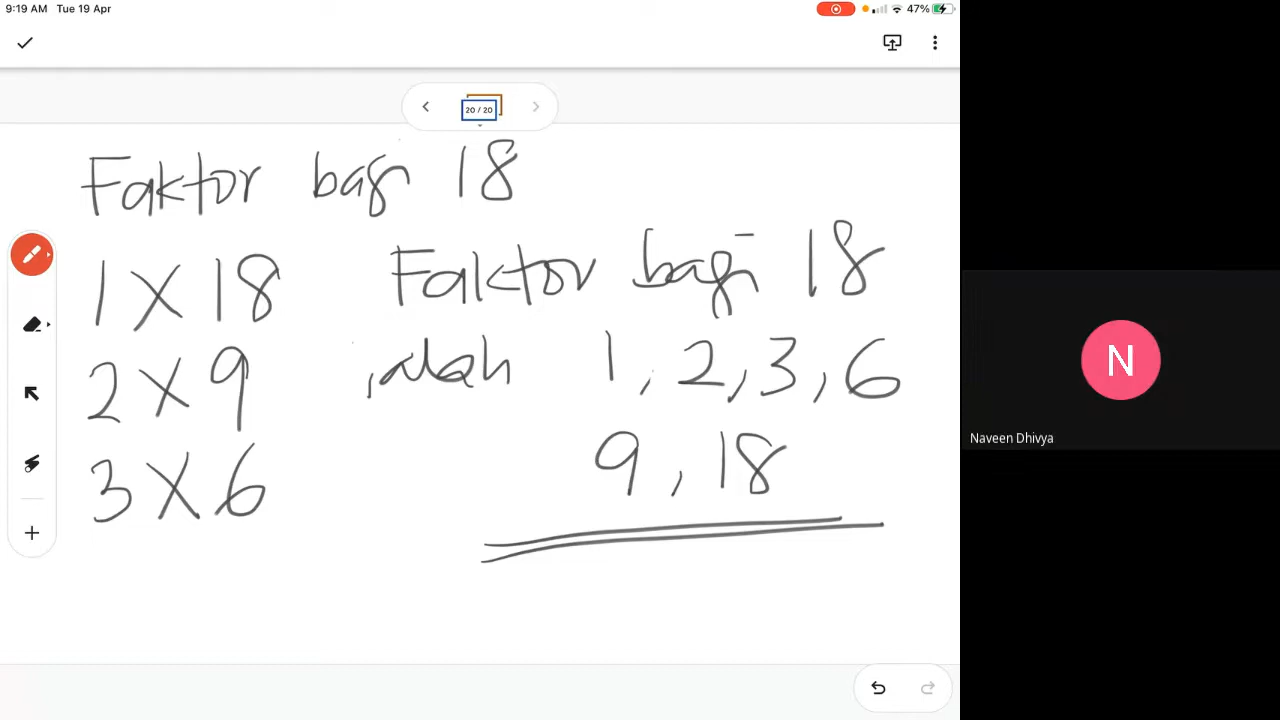 9:19 AM Tue 19 Apr
47%
20 / 20
Faktor bagi 18
1 X 18
2 X 9
3 X 6
Faktor bagi 18
ialah 1, 2, 3, 6
9, 18
N
Naveen Dhivya